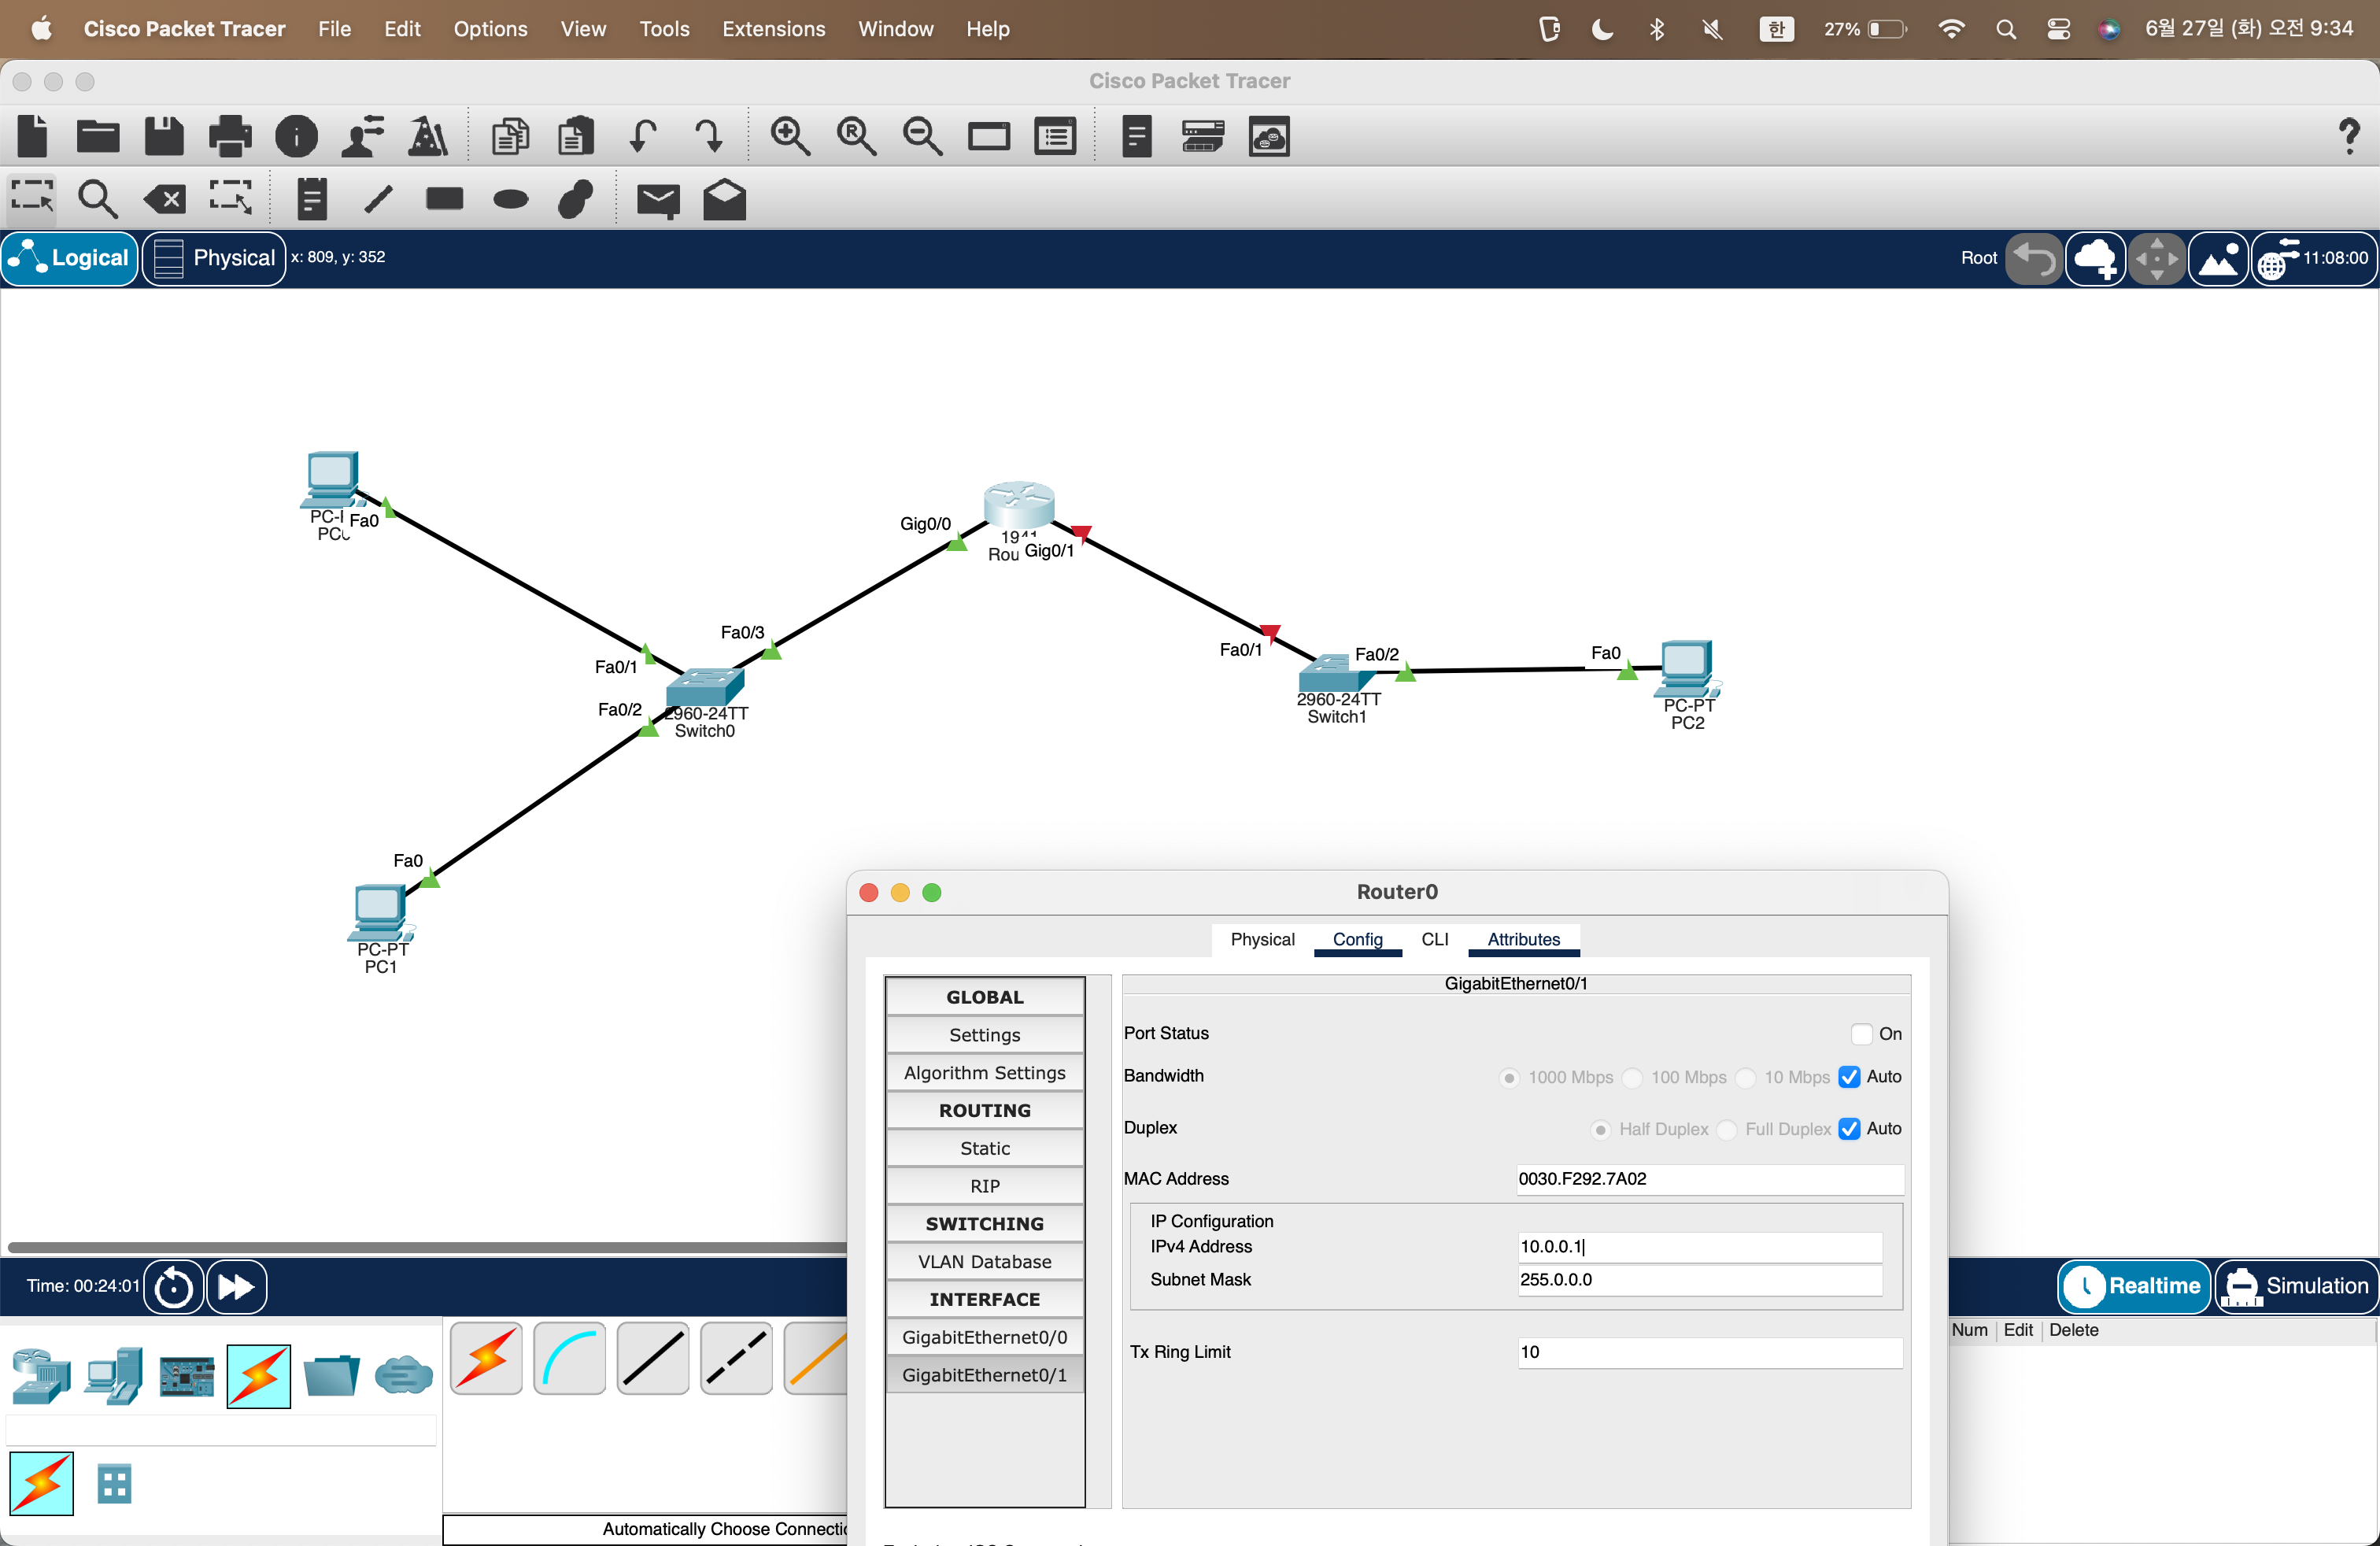 Cisco Packet Tracer File Edit Options View Tools Extensions Window Help 한 27% 6월 27일 (화) 오전 9:34
Cisco Packet Tracer
Logical Physical x: 809, y: 352 Root 11:08:00
Fa0
Gig0/0
1941
Gig0/1
Fa0/3
Fa0/1
Fa0/2
2960-24TT
Switch0
Fa0/1
Fa0/2
2960-24TT
Switch1
Fa0
PC-PT
PC2
Fa0
PC-PT
PC1
Router0
Physical Config CLI Attributes
GLOBAL
Settings
Algorithm Settings
ROUTING
Static
RIP
SWITCHING
VLAN Database
INTERFACE
GigabitEthernet0/0
GigabitEthernet0/1
GigabitEthernet0/1
Port Status On
Bandwidth 1000 Mbps 100 Mbps 10 Mbps Auto
Duplex Half Duplex Full Duplex Auto
MAC Address 0030.F292.7A02
IP Configuration
IPv4 Address 10.0.0.1
Subnet Mask 255.0.0.0
Tx Ring Limit 10
Time: 00:24:01
Realtime Simulation
Num Edit Delete
Automatically Choose